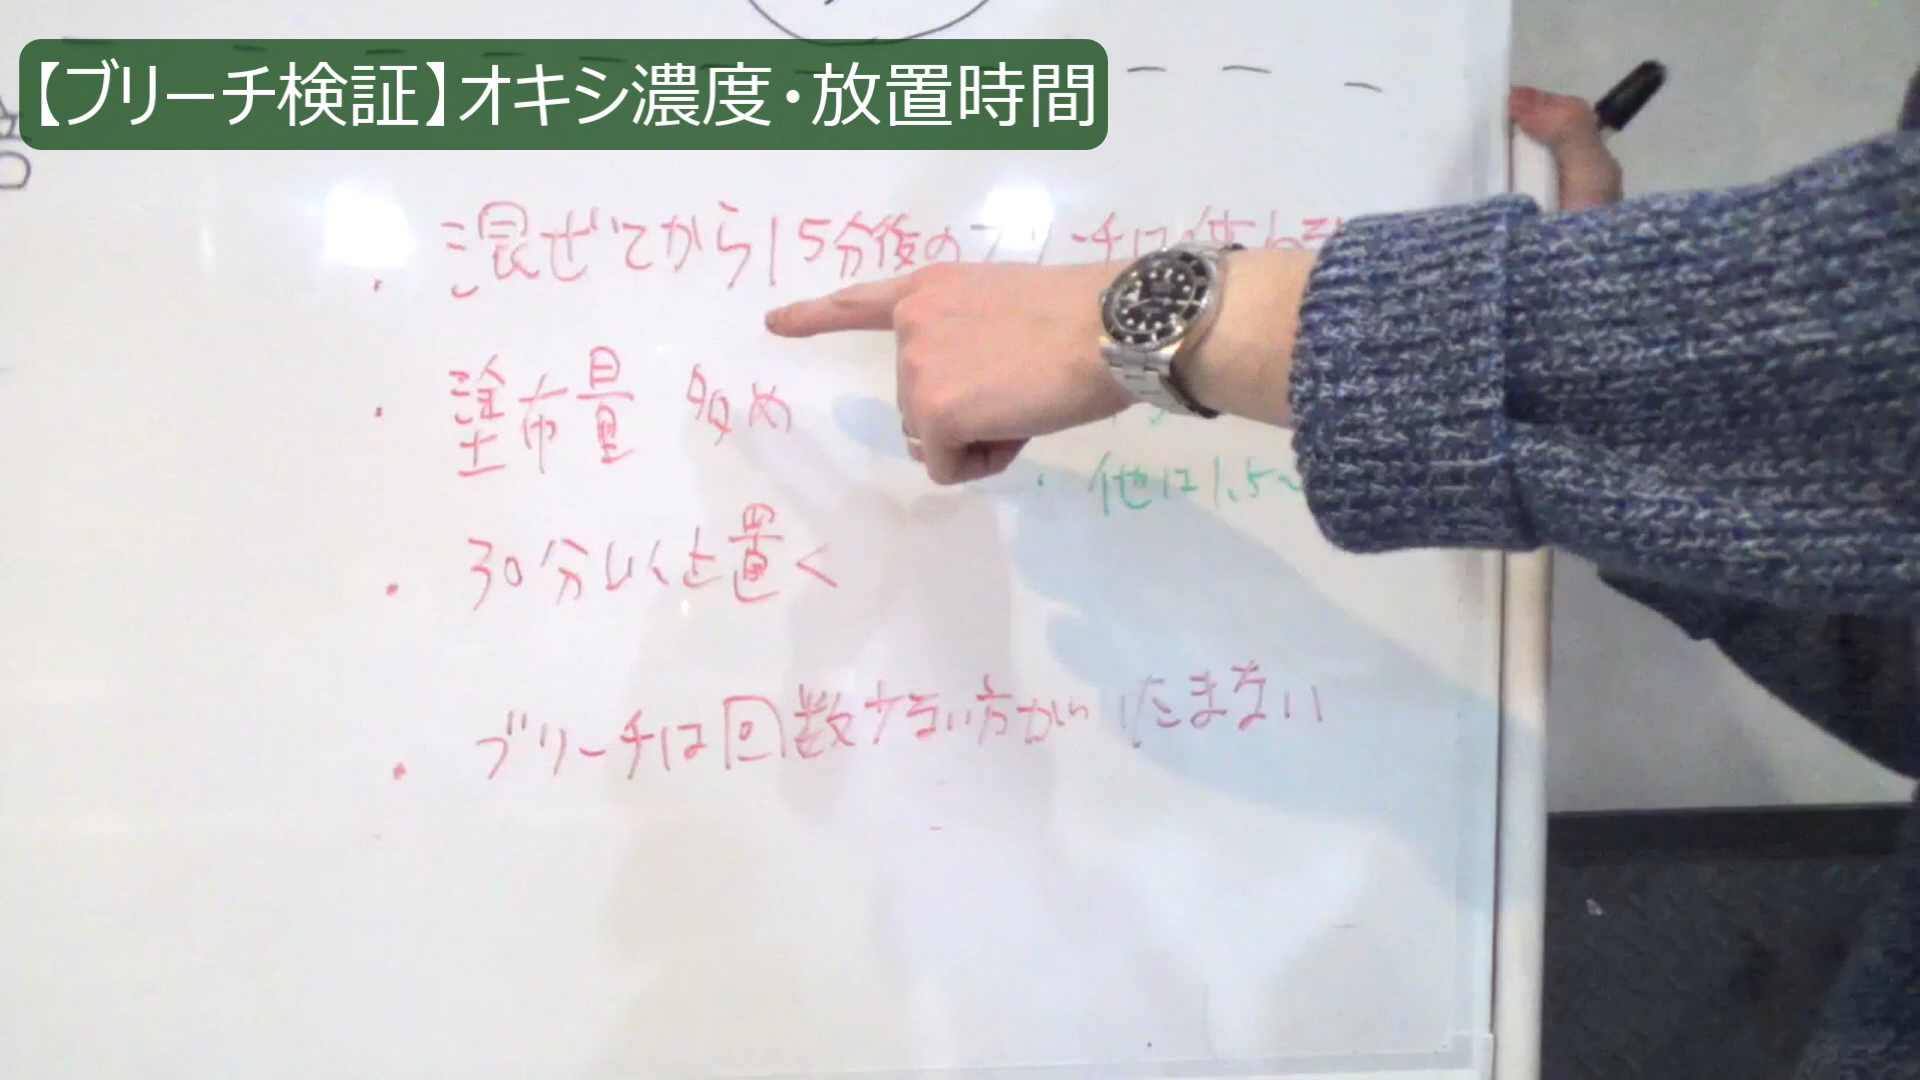 【ブリーチ検証】オキシ濃度・放置時間
・混ぜてから15分後のブリーチは使わ
・塗布量 多め
・他は1.5~
・30分以上置く
・ブリーチは回数少ない方がいたまない